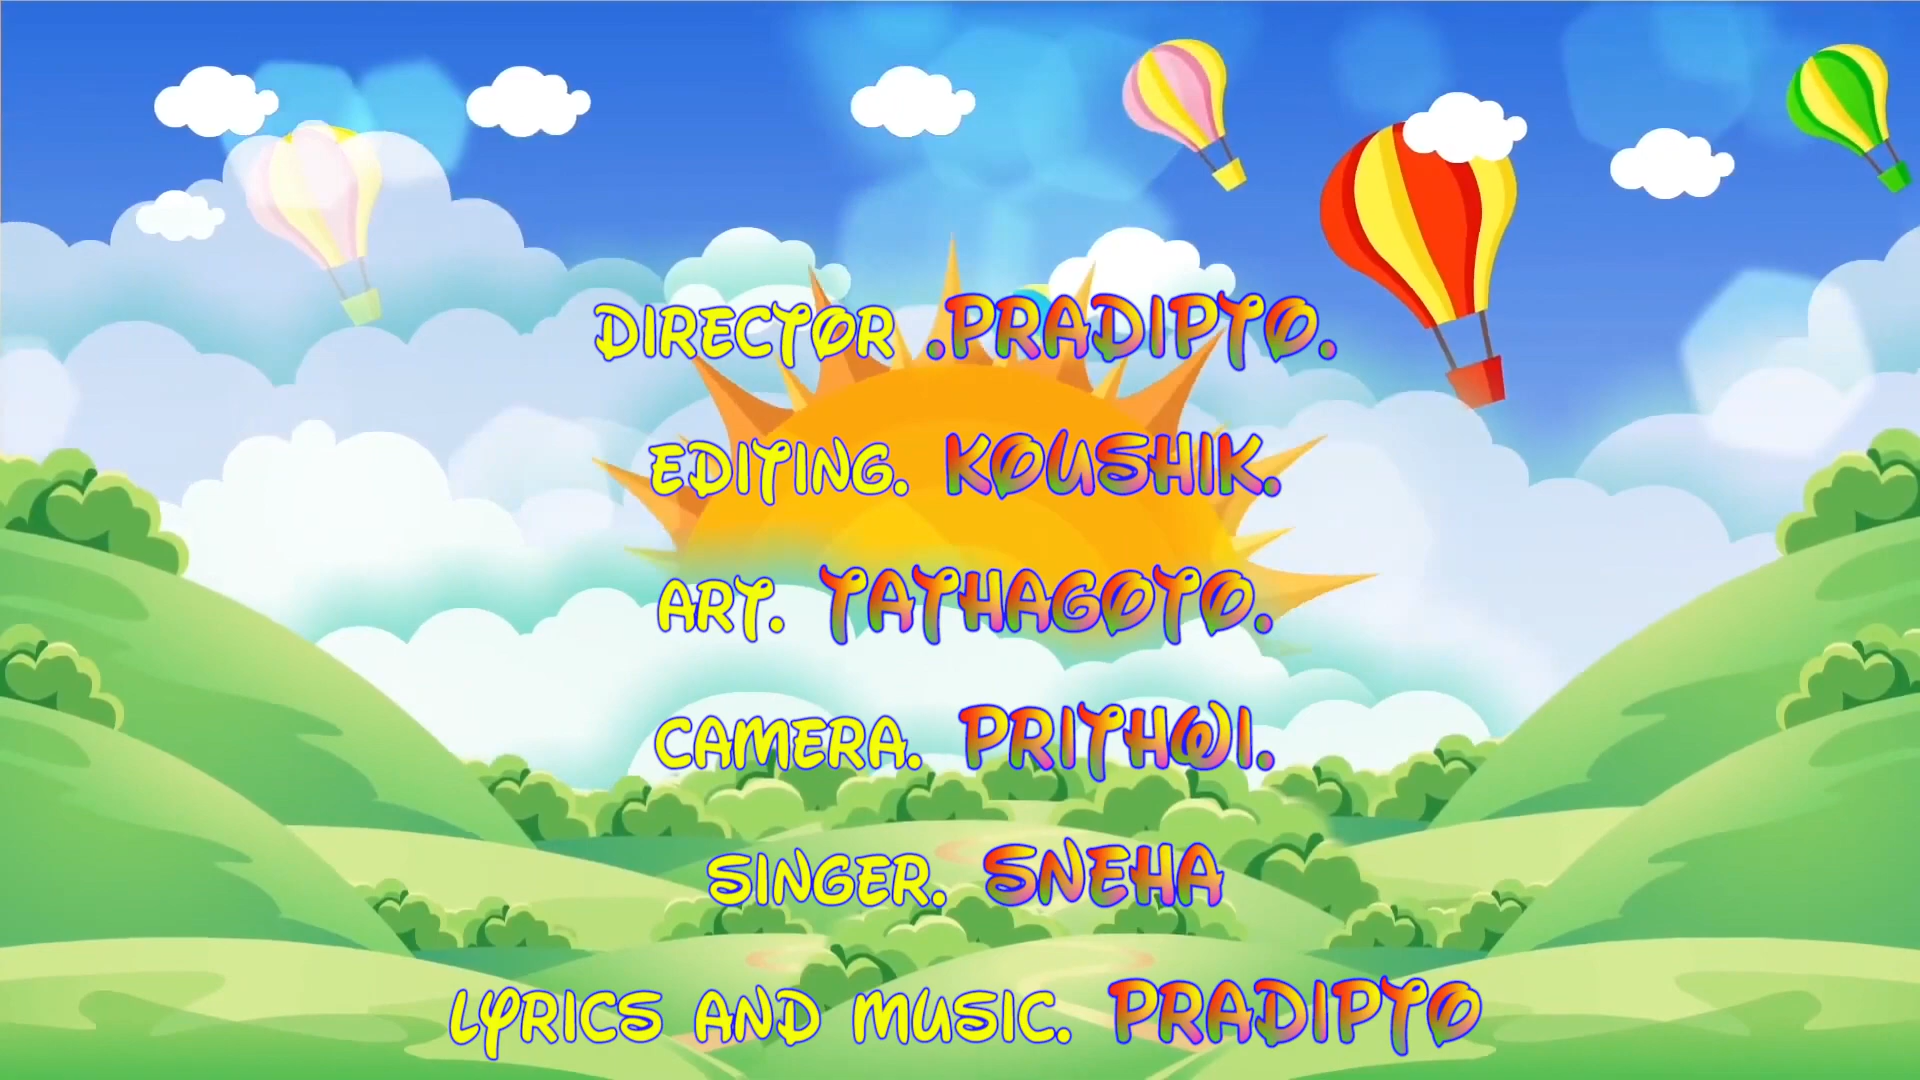 DIRECTOR .PRADIPTO.
EDITING. KOUSHIK.
ART. TATHAGOTO.
CAMERA. PRITHWI.
SINGER. SNEHA
LYRICS AND MUSIC. PRADIPTO